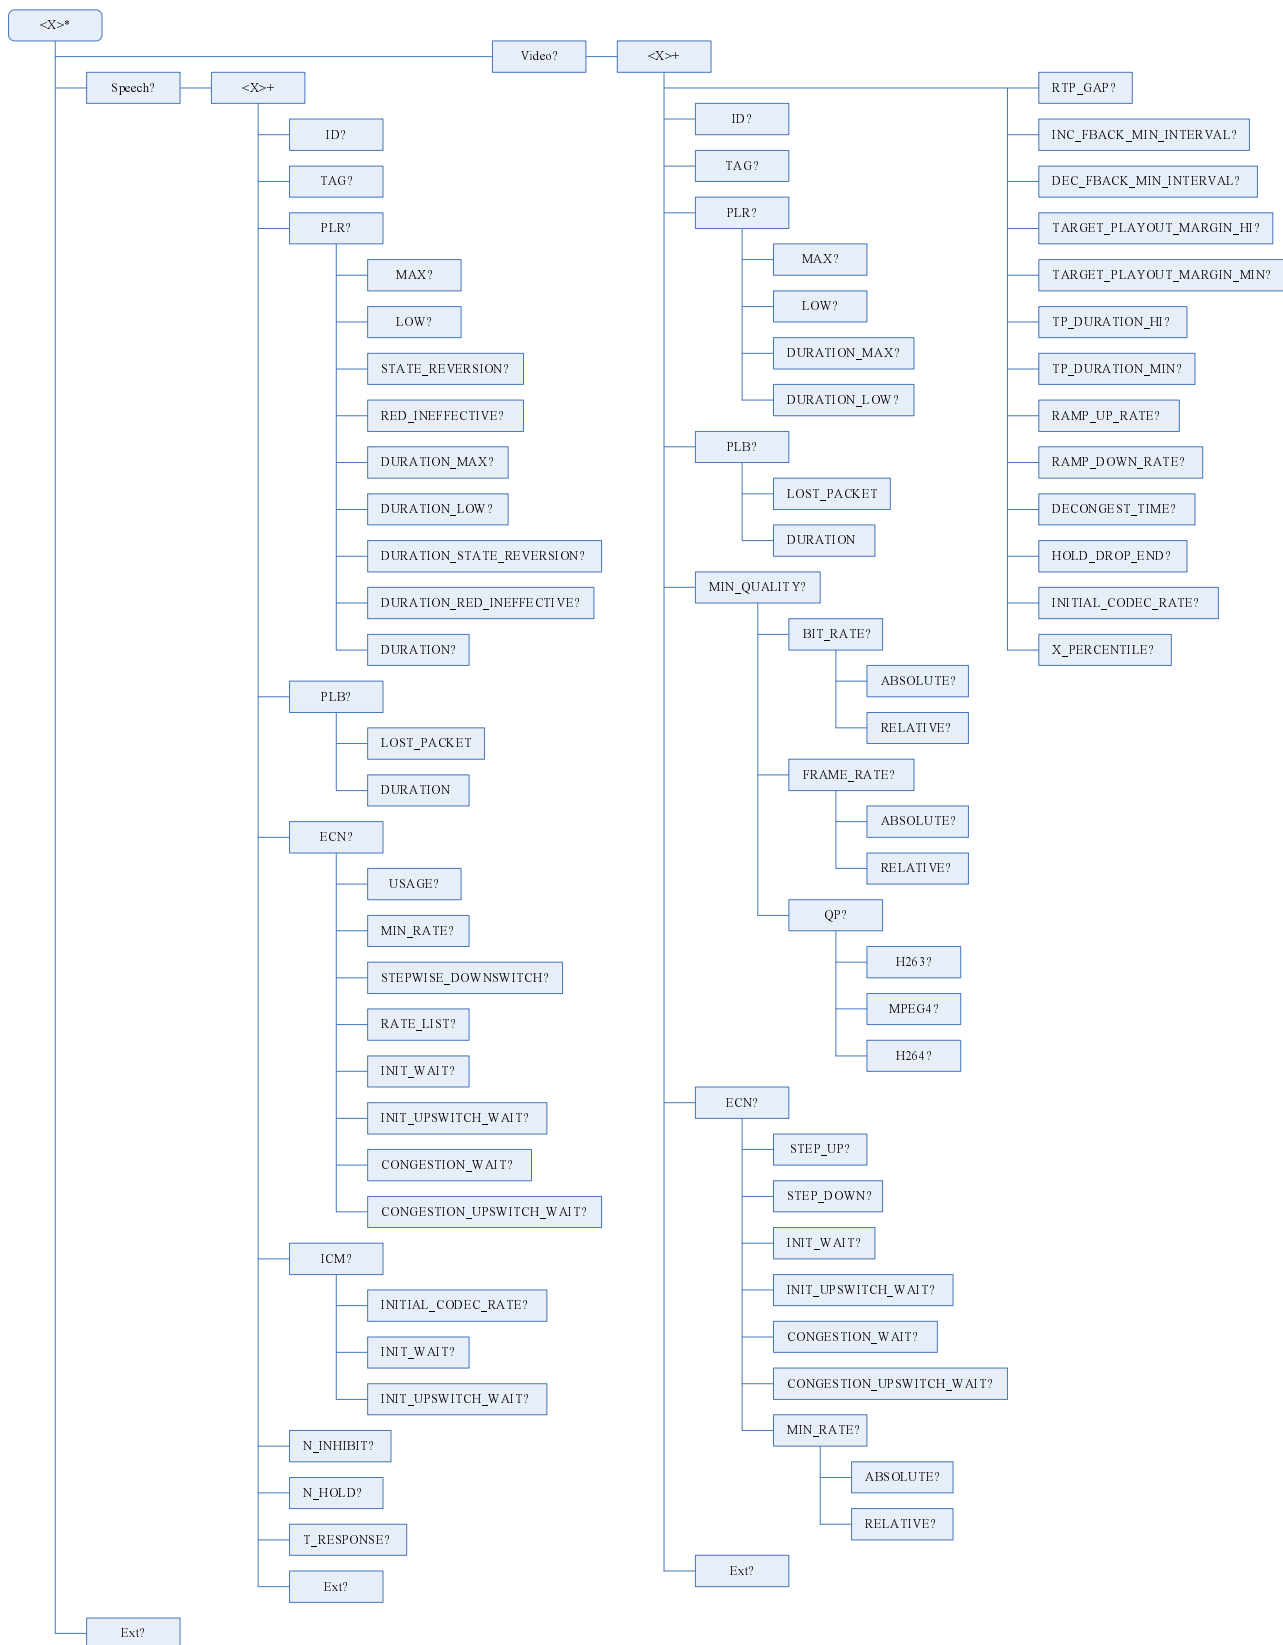 <X>*
Video?
<X>+
Speech?
<X>+
ID?
TAG?
PLR?
MAX?
LOW?
STATE_REVERSION?
RED_INEFFECTIVE?
DURATION_MAX?
DURATION_LOW?
DURATION_STATE_REVERSION?
DURATION_RED_INEFFECTIVE?
DURATION?
PLB?
LOST_PACKET
DURATION
ECN?
USAGE?
MIN_RATE?
STEPWISE_DOWNSWITCH?
RATE_LIST?
INIT_WAIT?
INIT_UPSWITCH_WAIT?
CONGESTION_WAIT?
CONGESTION_UPSWITCH_WAIT?
ICM?
INITIAL_CODEC_RATE?
INIT_WAIT?
INIT_UPSWITCH_WAIT?
N_INHIBIT?
N_HOLD?
T_RESPONSE?
Ext?
Ext?
ID?
TAG?
PLR?
MAX?
LOW?
DURATION_MAX?
DURATION_LOW?
PLB?
LOST_PACKET
DURATION
MIN_QUALITY?
BIT_RATE?
ABSOLUTE?
RELATIVE?
FRAME_RATE?
ABSOLUTE?
RELATIVE?
QP?
H263?
MPEG4?
H264?
ECN?
STEP_UP?
STEP_DOWN?
INIT_WAIT?
INIT_UPSWITCH_WAIT?
CONGESTION_WAIT?
CONGESTION_UPSWITCH_WAIT?
MIN_RATE?
ABSOLUTE?
RELATIVE?
Ext?
RTP_GAP?
INC_FBACK_MIN_INTERVAL?
DEC_FBACK_MIN_INTERVAL?
TARGET_PLAYOUT_MARGIN_HI?
TARGET_PLAYOUT_MARGIN_MIN?
TP_DURATION_HI?
TP_DURATION_MIN?
RAMP_UP_RATE?
RAMP_DOWN_RATE?
DECONGEST_TIME?
HOLD_DROP_END?
INITIAL_CODEC_RATE?
X_PERCENTILE?